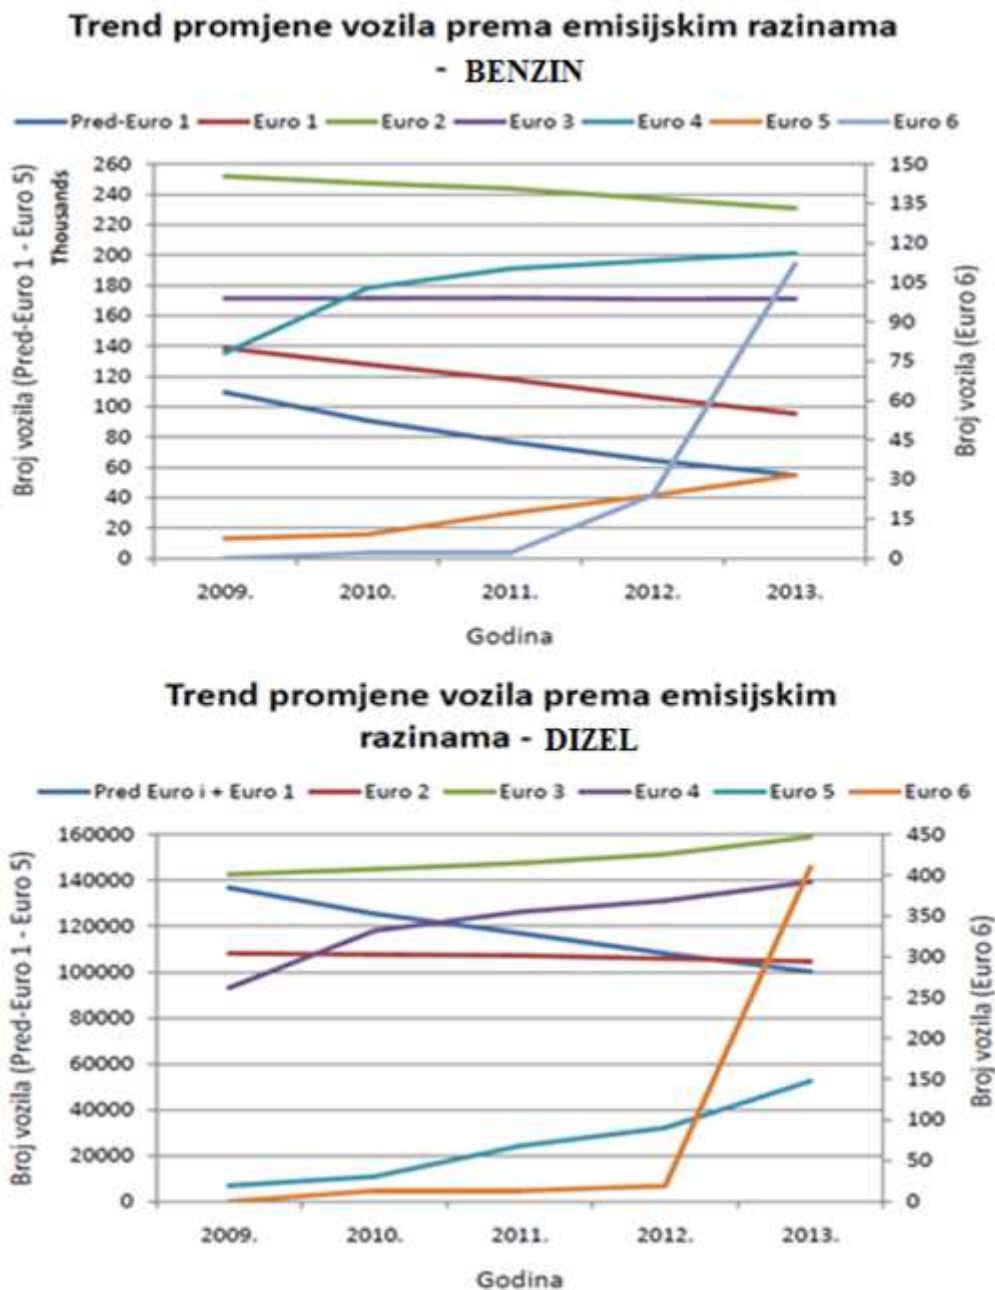 Trend promjene vozila prema emisijskim razinama
- BENZIN
Pred-Euro 1 Euro 1 Euro 2 Euro 3 Euro 4 Euro 5 Euro 6
Broj vozila (Pred-Euro 1 - Euro 5)
Thousands
260
240
220
200
180
160
140
120
100
80
60
40
20
0
150
135
120
105
90
75
60
45
30
15
0
Broj vozila (Euro 6)
2009. 2010. 2011. 2012. 2013.
Godina
Trend promjene vozila prema emisijskim
razinama - DIZEL
Pred Euro i + Euro 1 Euro 2 Euro 3 Euro 4 Euro 5 Euro 6
Broj vozila (Pred-Euro 1 - Euro 5)
160000
140000
120000
100000
80000
60000
40000
20000
0
450
400
350
300
250
200
150
100
50
0
Broj vozila (Euro 6)
2009. 2010. 2011. 2012. 2013.
Godina